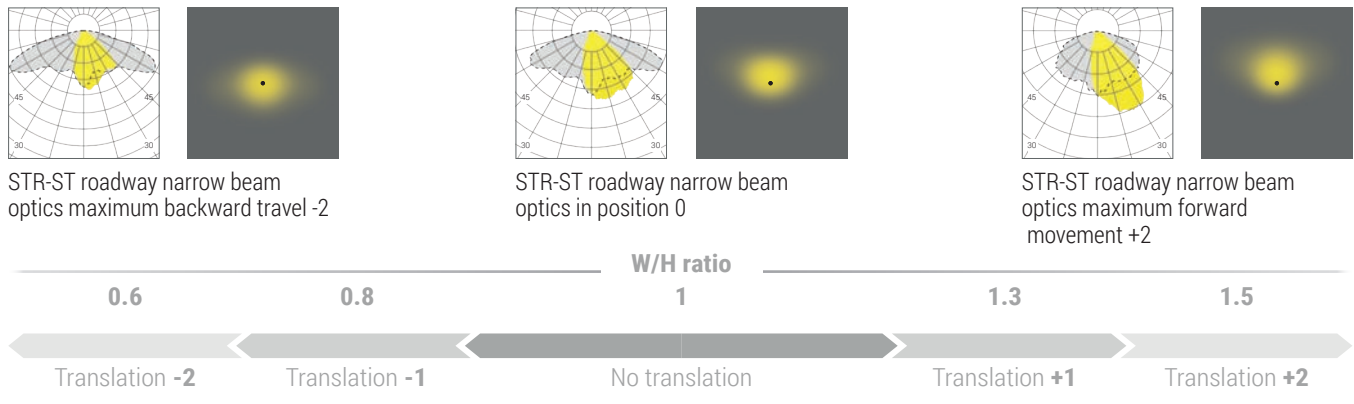 45
45
30
30
STR-ST roadway narrow beam
optics maximum backward travel -2
45
45
30
30
STR-ST roadway narrow beam
optics in position 0
45
45
30
30
STR-ST roadway narrow beam
optics maximum forward
movement +2
W/H ratio
0.6 0.8 1 1.3 1.5
Translation -2 Translation -1 No translation Translation +1 Translation +2